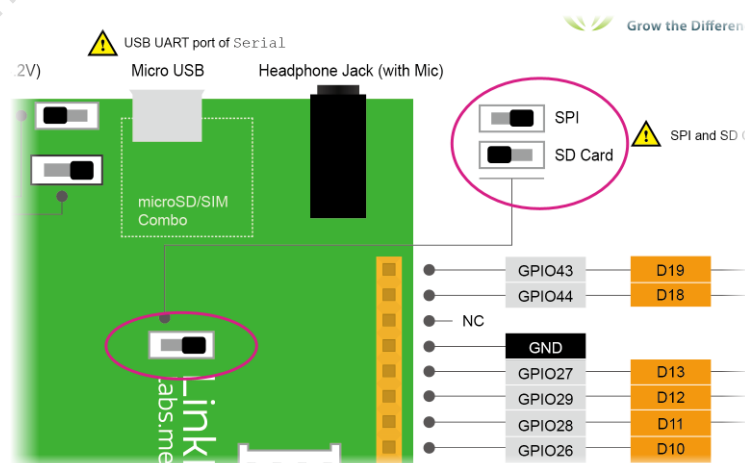 Grow the Differen
USB UART port of Serial
.2V)
Micro USB
Headphone Jack (with Mic)
SPI
SD Card
SPI and SD
microSD/SIM
Combo
GPIO43
D19
GPIO44
D18
NC
GND
GPIO27
D13
GPIO29
D12
GPIO28
D11
GPIO26
D10
Link
Labs.me